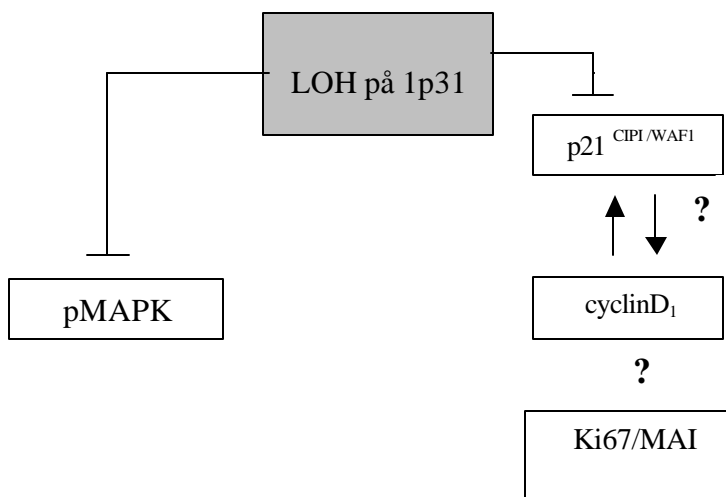 LOH på 1p31
p21 CIPI/WAF1
?
pMAPK
cyclinD₁
?
Ki67/MAI